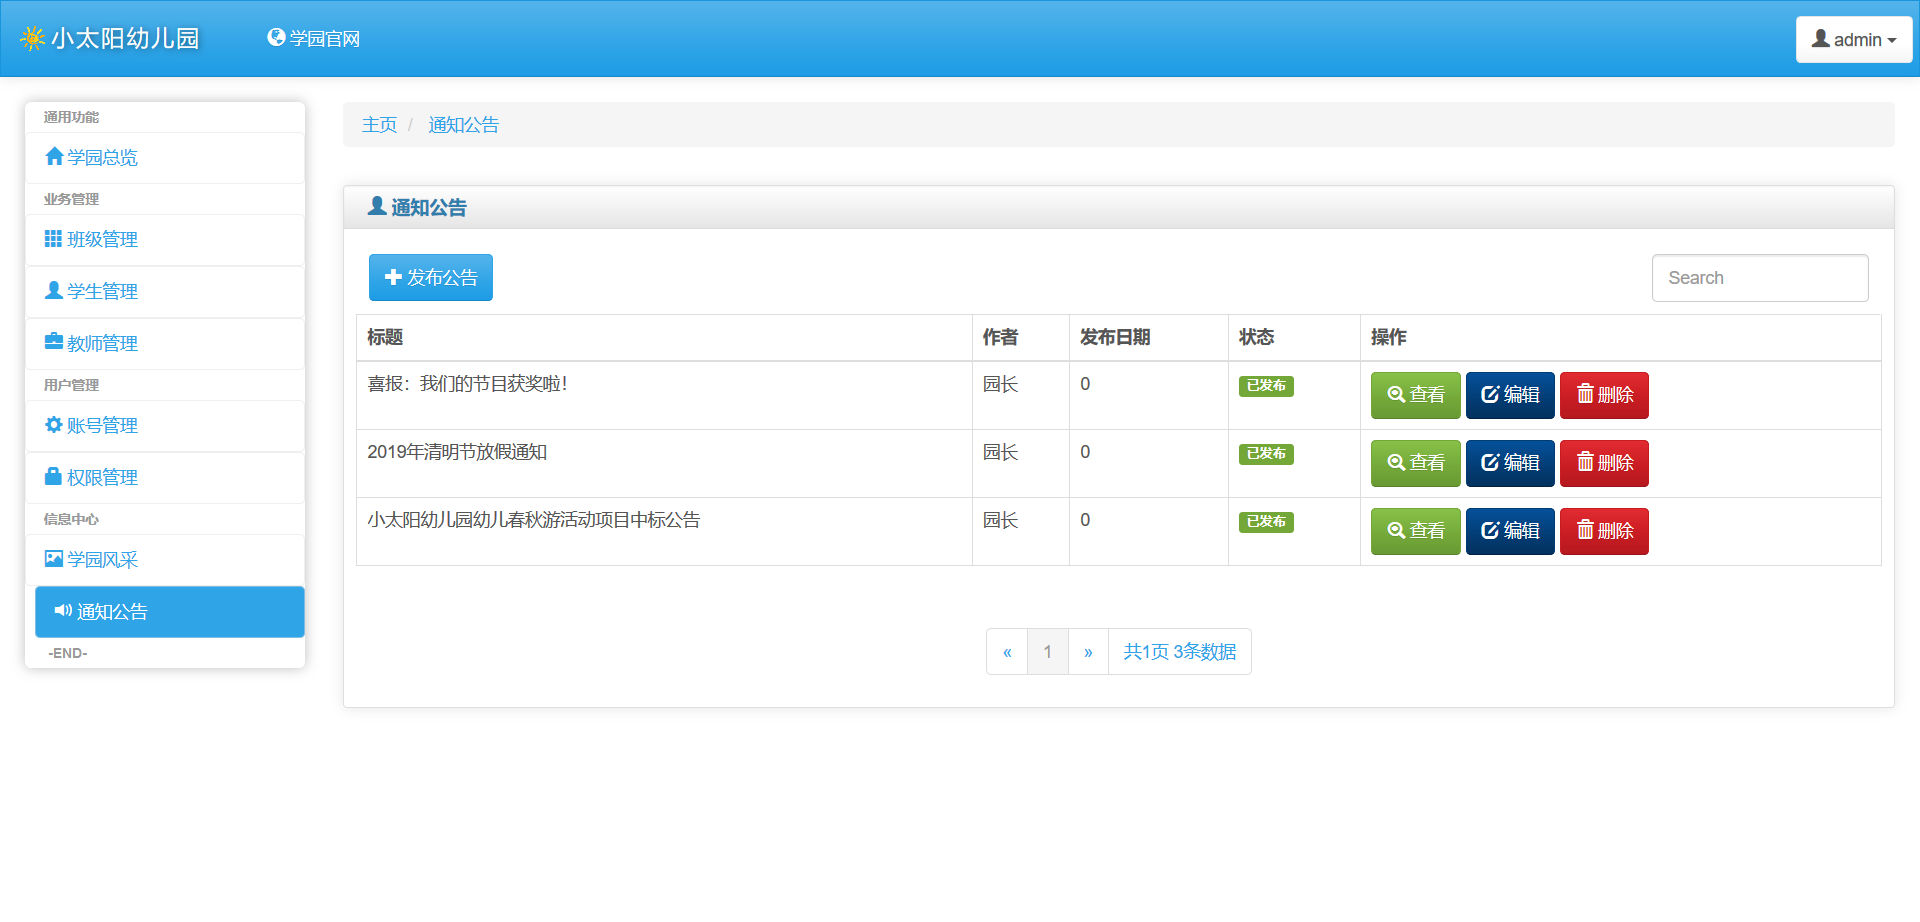 小太阳幼儿园
学园官网
admin
通用功能
学园总览
业务管理
班级管理
学生管理
教师管理
用户管理
账号管理
权限管理
信息中心
学园风采
通知公告
-END-
主页 / 通知公告
通知公告
发布公告
Search
标题 作者 发布日期 状态 操作
喜报：我们的节目获奖啦！ 园长 0 已发布 查看 编辑 删除
2019年清明节放假通知 园长 0 已发布 查看 编辑 删除
小太阳幼儿园幼儿春秋游活动项目中标公告 园长 0 已发布 查看 编辑 删除
« 1 » 共1页 3条数据